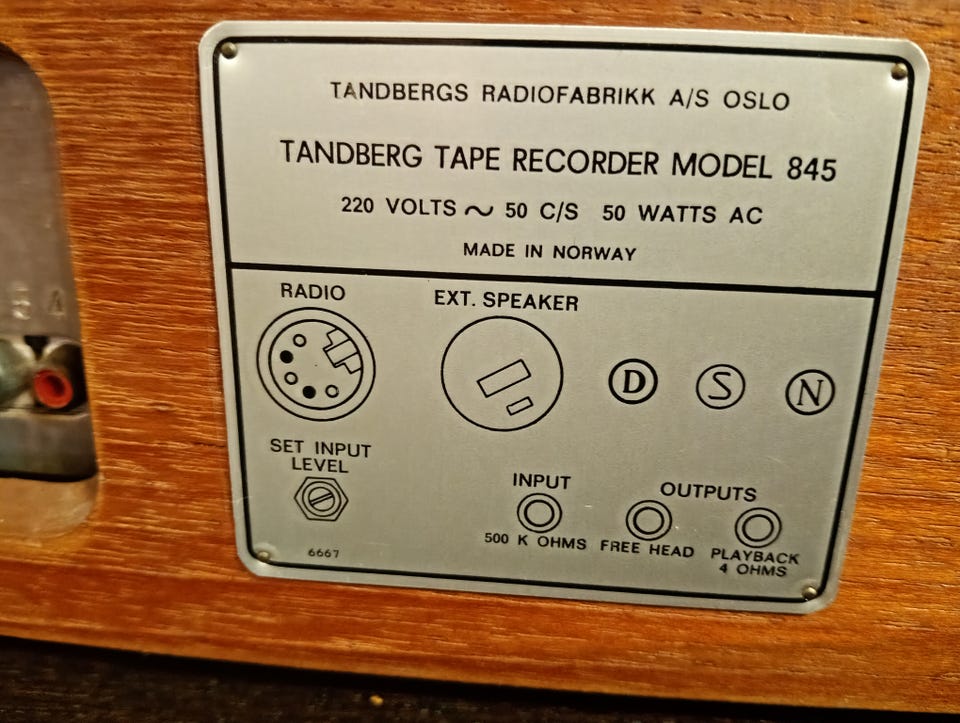 TANDBERGS RADIOFABRIKK A/S OSLO
TANDBERG TAPE RECORDER MODEL 845
220 VOLTS ~ 50 C/S 50 WATTS AC
MADE IN NORWAY
RADIO
EXT. SPEAKER
D S N
SET INPUT
LEVEL
INPUT
500 K OHMS
OUTPUTS
FREE HEAD
PLAYBACK
4 OHMS
6667